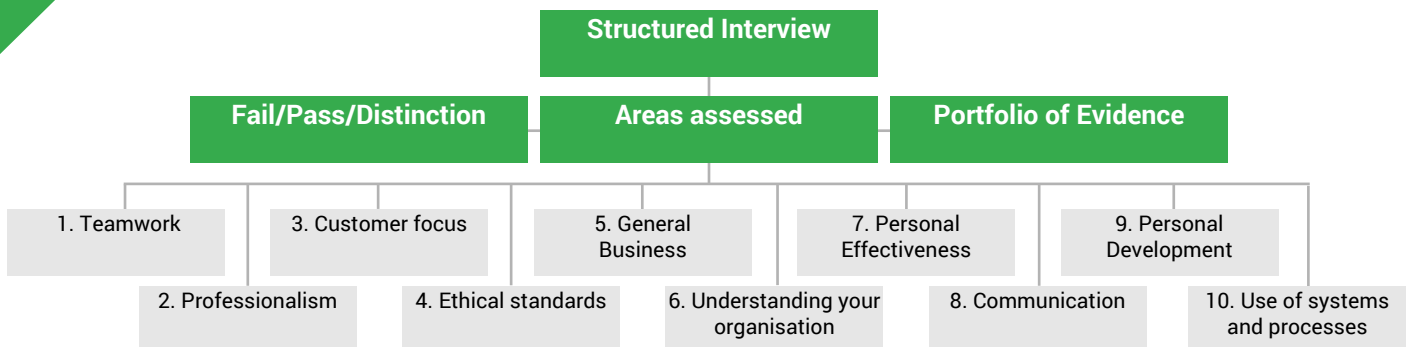 Structured Interview
Fail/Pass/Distinction
Areas assessed
Portfolio of Evidence
1. Teamwork
2. Professionalism
3. Customer focus
4. Ethical standards
5. General
Business
6. Understanding your
organisation
7. Personal
Effectiveness
8. Communication
9. Personal
Development
10. Use of systems
and processes